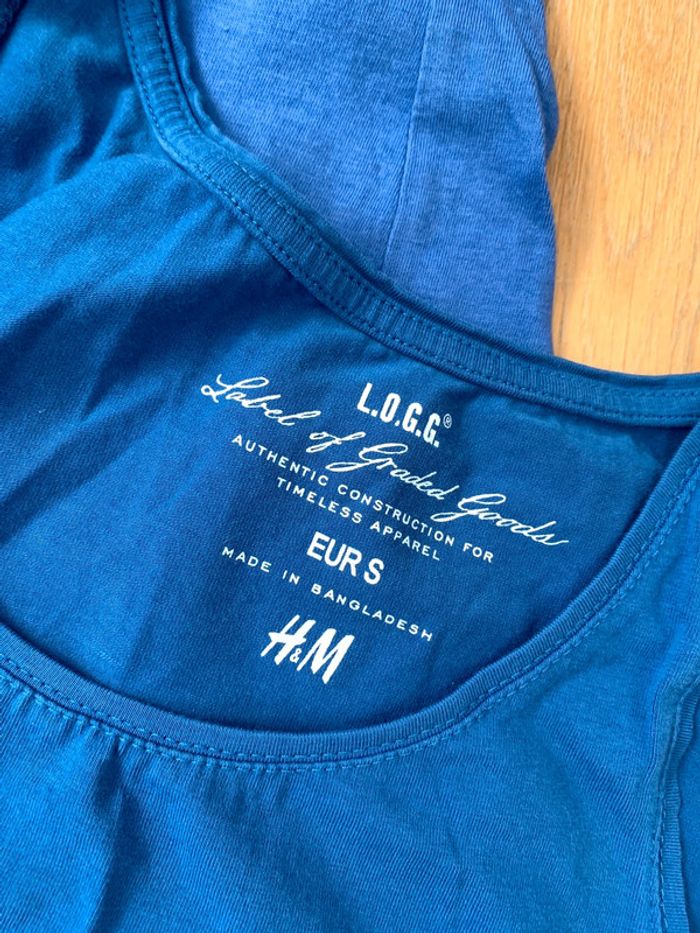 L.O.G.G.®
Label of Graded Goods
AUTHENTIC CONSTRUCTION FOR
TIMELESS APPAREL
EUR S
MADE IN BANGLADESH
H&M